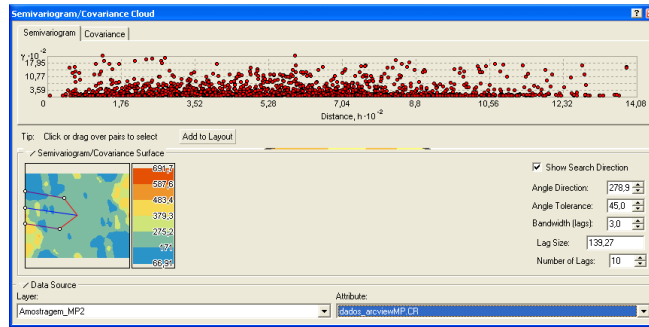 Semivariogram/Covariance Cloud
Semivariogram Covariance
γ·10⁻²
17,95
10,77
3,59
0 1,76 3,52 5,28 7,04 8,8 10,56 12,32 14,08
Distance, h·10⁻²
Tip: Click or drag over pairs to select Add to Layout
Semivariogram/Covariance Surface
691,7
587,6
483,4
379,3
275,2
171
66,91
Show Search Direction
Angle Direction: 278,9
Angle Tolerance: 45,0
Bandwidth (lags): 3,0
Lag Size: 139,27
Number of Lags: 10
Data Source
Layer: Attribute:
Amostragem_MP2 dados_arcviewMP.CR